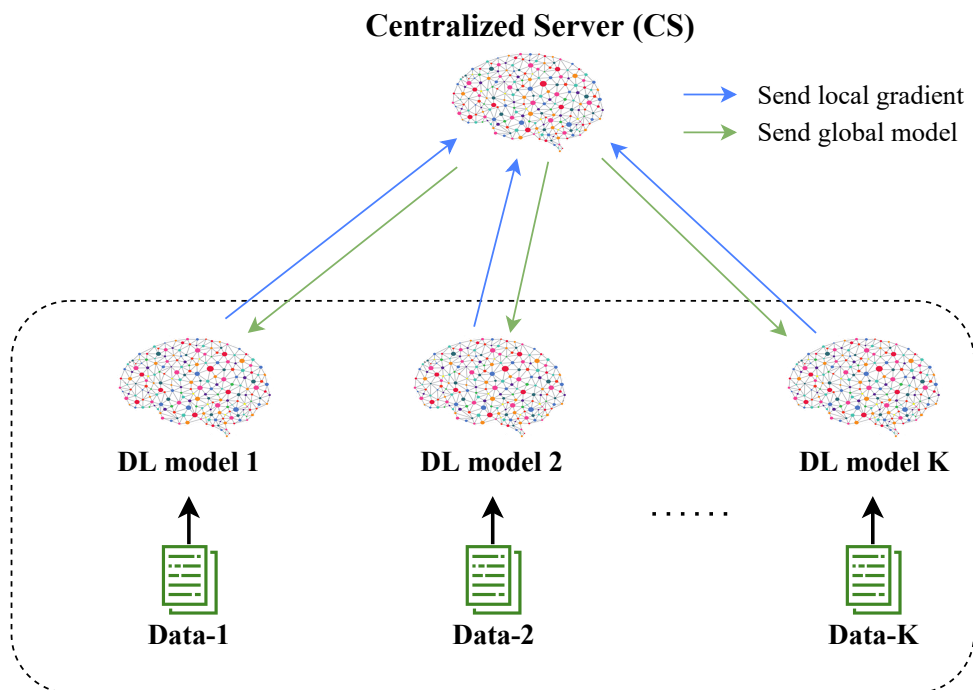 Centralized Server (CS)
Send local gradient
Send global model
DL model 1
DL model 2
DL model K
......
Data-1
Data-2
Data-K